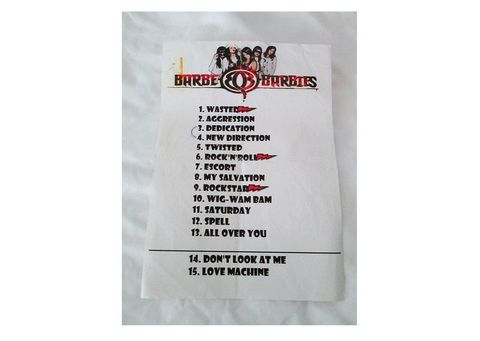 BARBE-Q-BARBIES
1. WASTED
2. AGGRESSION
3. DEDICATION
4. NEW DIRECTION
5. TWISTED
6. ROCK'N'ROLL
7. ESCORT
8. MY SALVATION
9. ROCKSTAR
10. WIG-WAM BAM
11. SATURDAY
12. SPELL
13. ALL OVER YOU
14. DON'T LOOK AT ME
15. LOVE MACHINE